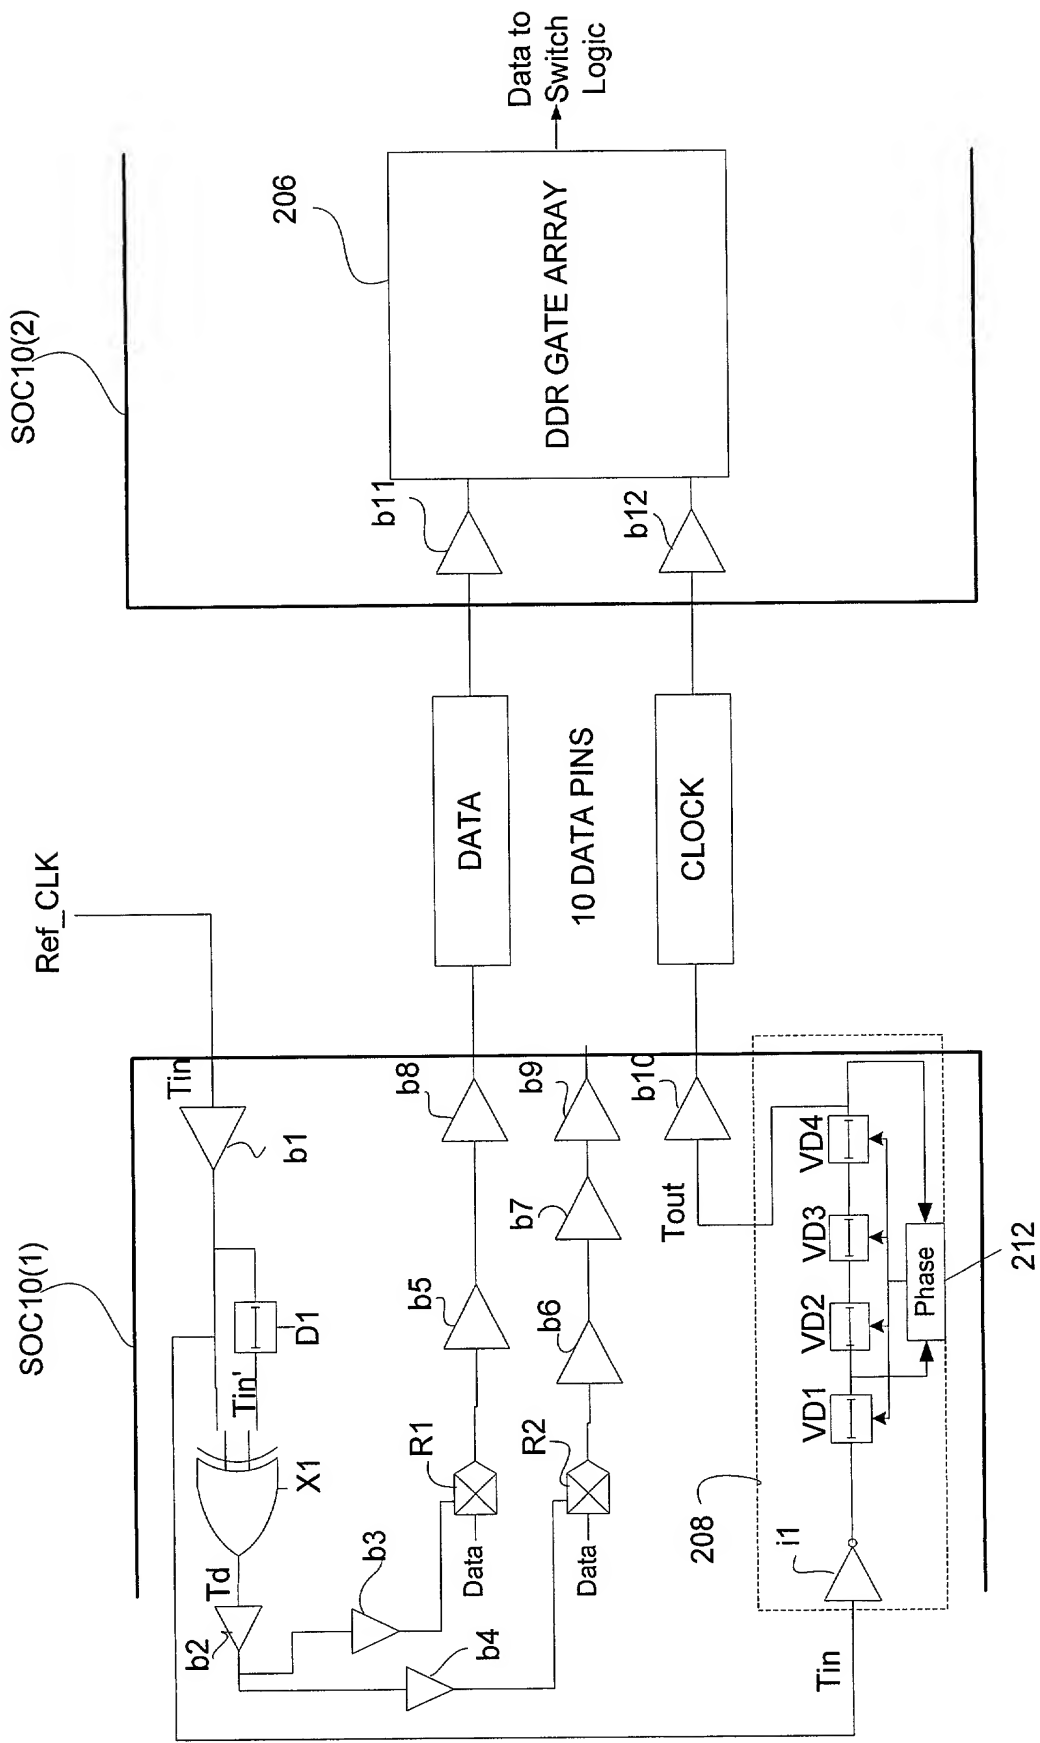 SOC10(1)
SOC10(2)
Ref_CLK
Tin
b1
Tin'
D1
X1
Td
b2
b3
b4
Data
R1
b5
b8
DATA
b11
206
DDR GATE ARRAY
Data to
Switch
Logic
Data
R2
b6
b7
b9
10 DATA PINS
Tout
b10
CLOCK
b12
208
Tin
i1
VD1
VD2
VD3
VD4
Phase
212